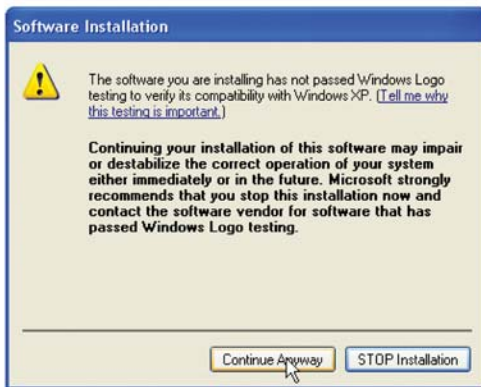 Software Installation
The software you are installing has not passed Windows Logo
testing to verify its compatibility with Windows XP. (Tell me why
this testing is important.)
Continuing your installation of this software may impair
or destabilize the correct operation of your system
either immediately or in the future. Microsoft strongly
recommends that you stop this installation now and
contact the software vendor for software that has
passed Windows Logo testing.
Continue Anyway
STOP Installation